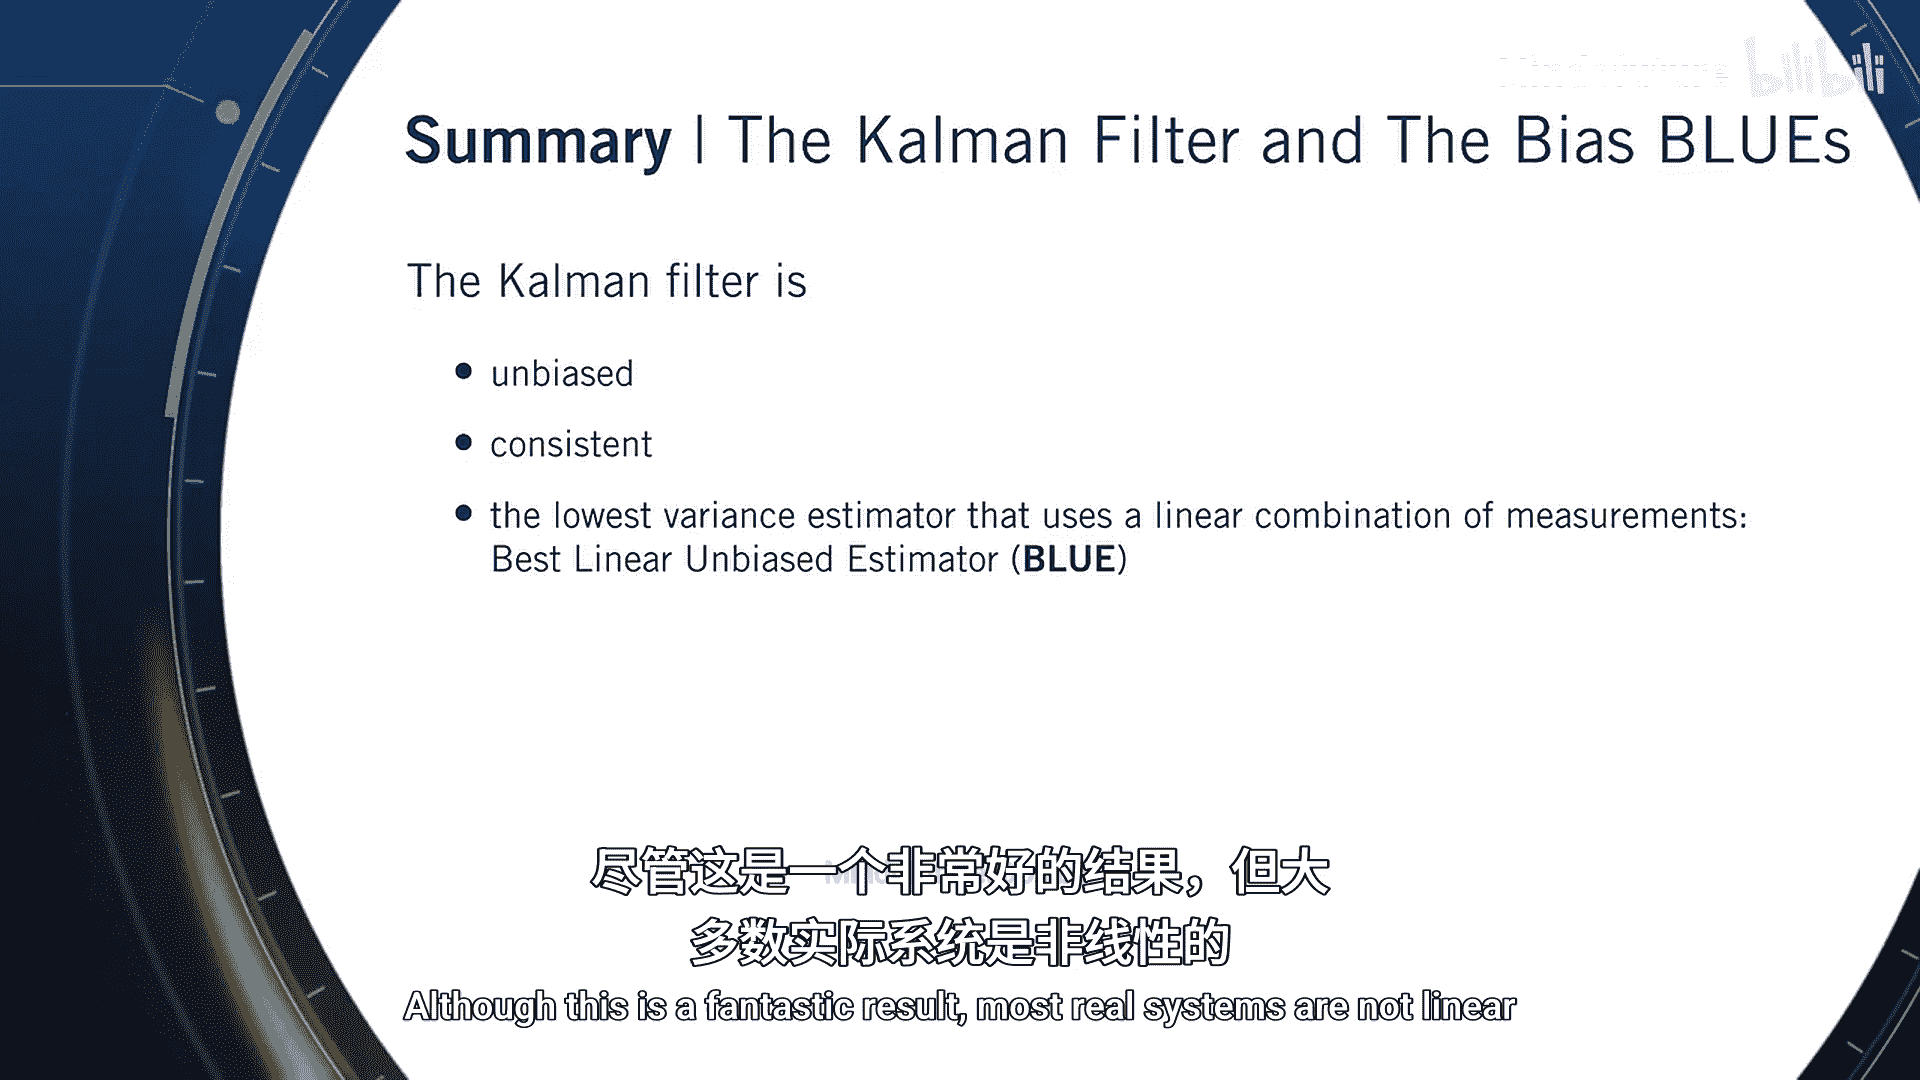 bilibili
Summary | The Kalman Filter and The Bias BLUEs
The Kalman filter is
• unbiased
• consistent
• the lowest variance estimator that uses a linear combination of measurements:
Best Linear Unbiased Estimator (BLUE)
尽管这是一个非常好的结果，但大
多数实际系统是非线性的
Although this is a fantastic result, most real systems are not linear